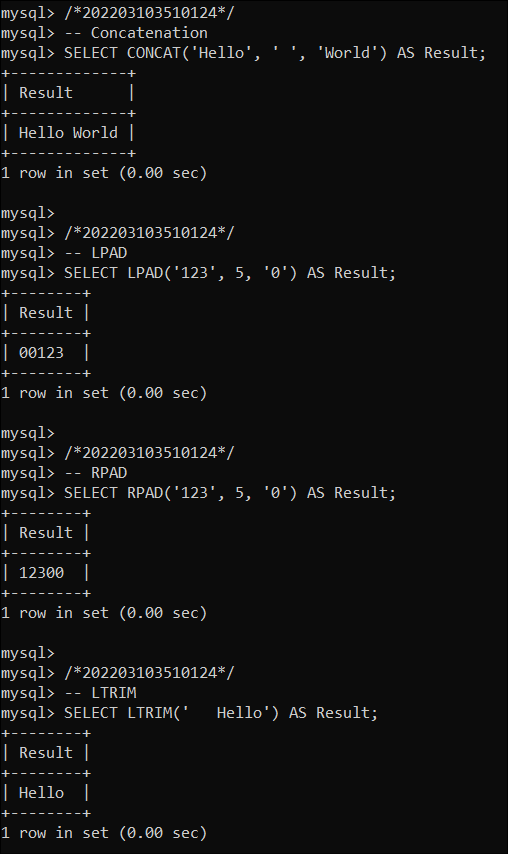 mysql> /*202203103510124*/
mysql> -- Concatenation
mysql> SELECT CONCAT('Hello', ' ', 'World') AS Result;
+-------------+
| Result      |
+-------------+
| Hello World |
+-------------+
1 row in set (0.00 sec)

mysql>
mysql> /*202203103510124*/
mysql> -- LPAD
mysql> SELECT LPAD('123', 5, '0') AS Result;
+--------+
| Result |
+--------+
| 00123  |
+--------+
1 row in set (0.00 sec)

mysql>
mysql> /*202203103510124*/
mysql> -- RPAD
mysql> SELECT RPAD('123', 5, '0') AS Result;
+--------+
| Result |
+--------+
| 12300  |
+--------+
1 row in set (0.00 sec)

mysql>
mysql> /*202203103510124*/
mysql> -- LTRIM
mysql> SELECT LTRIM('   Hello') AS Result;
+--------+
| Result |
+--------+
| Hello  |
+--------+
1 row in set (0.00 sec)